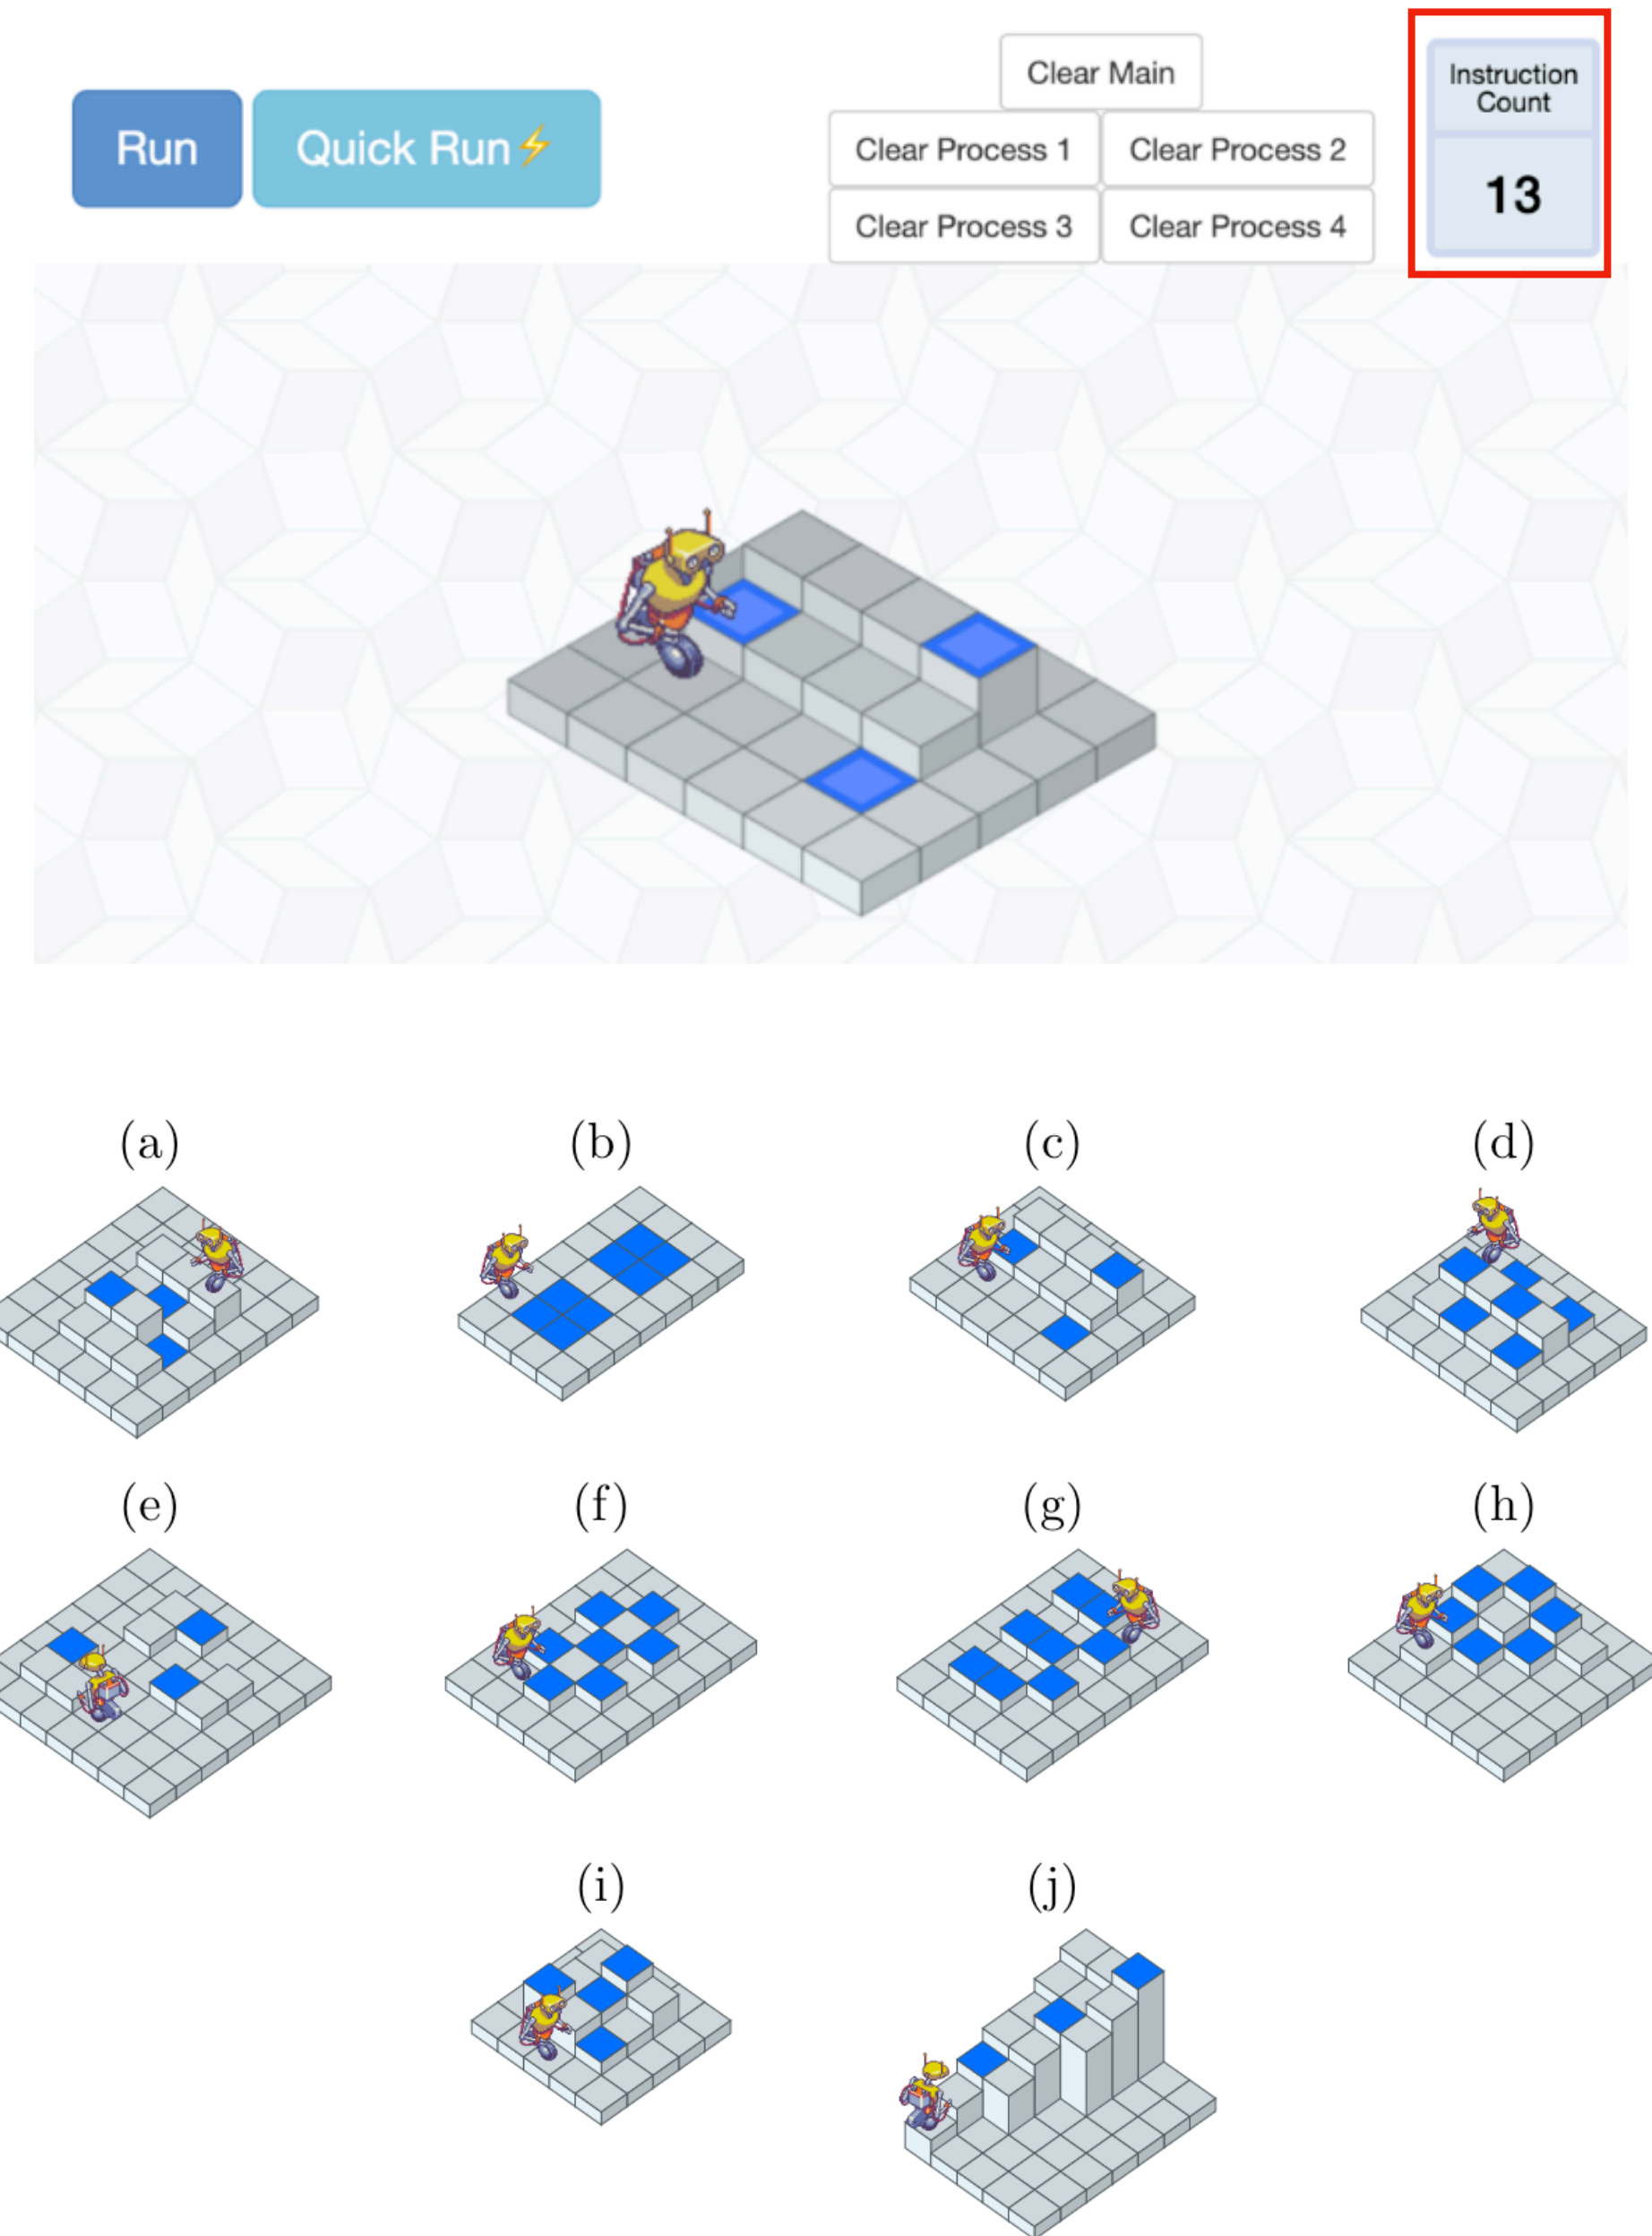 Run
Quick Run⚡
Clear Main
Clear Process 1
Clear Process 2
Clear Process 3
Clear Process 4
Instruction
Count
13
(a)
(b)
(c)
(d)
(e)
(f)
(g)
(h)
(i)
(j)